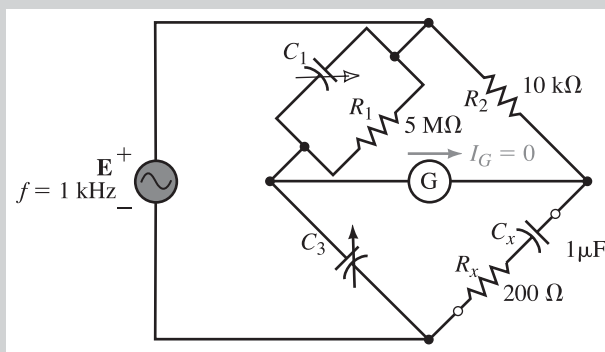 C1
R1
5 MΩ
R2
10 kΩ
E
+
f = 1 kHz
–
IG = 0
G
C3
Cx
1μF
Rx
200 Ω